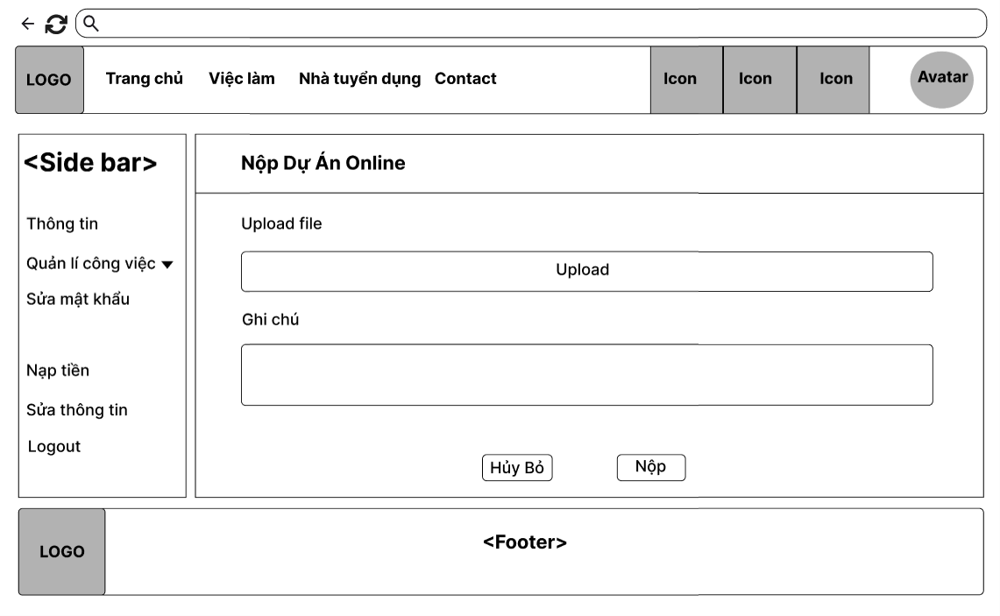 LOGO Trang chủ Việc làm Nhà tuyển dụng Contact Icon Icon Icon Avatar
<Side bar>
Thông tin
Quản lí công việc
Sửa mật khẩu
Nạp tiền
Sửa thông tin
Logout
Nộp Dự Án Online
Upload file
Upload
Ghi chú
Hủy Bỏ Nộp
LOGO
<Footer>